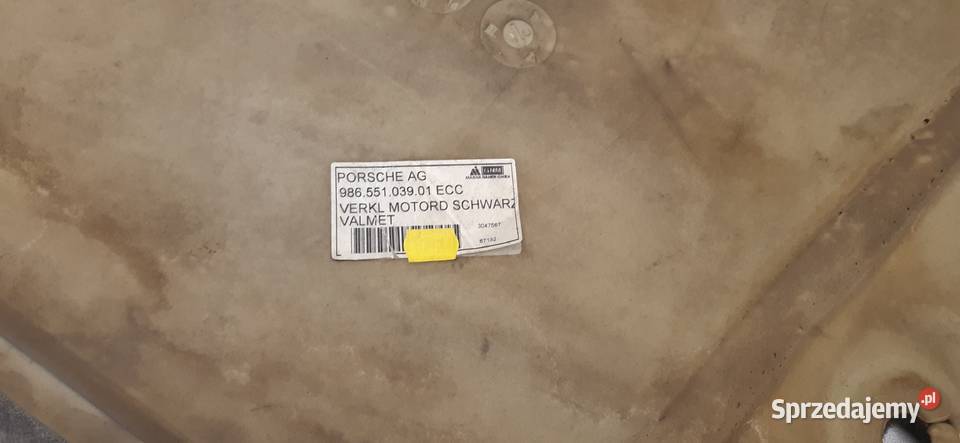 PORSCHE AG
986.551.039.01 ECC
VERKL MOTORD SCHWARZ
VALMET
Sprzedajemy.pl